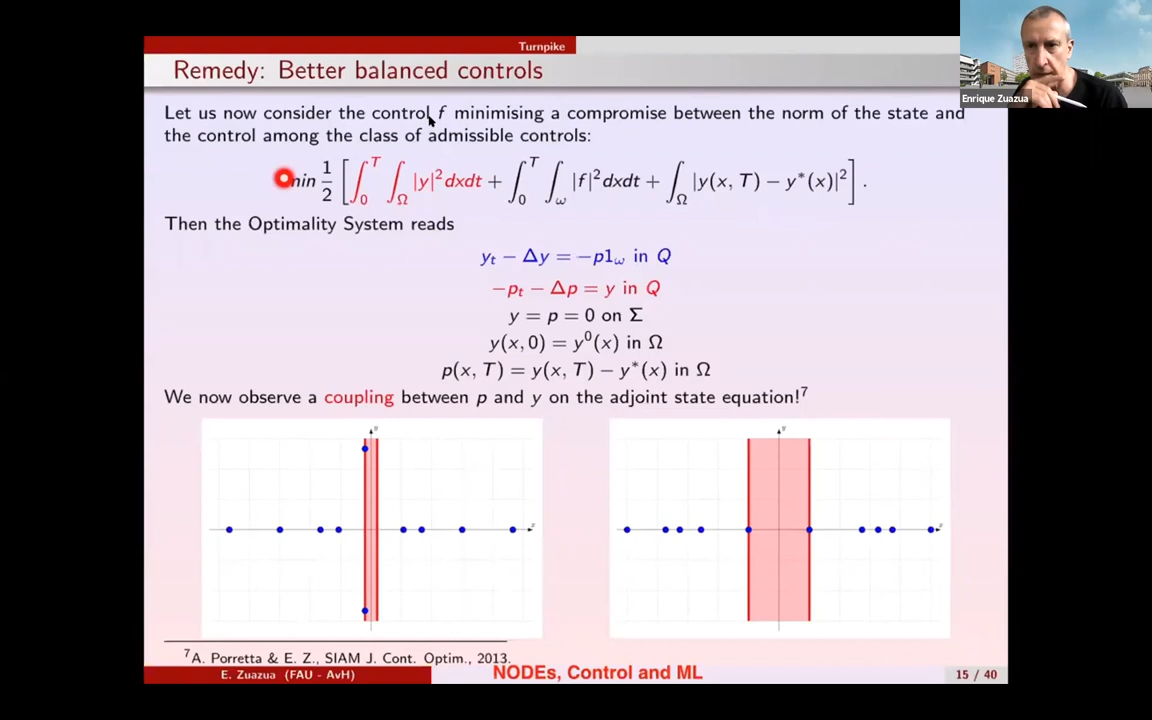 Turnpike
Remedy: Better balanced controls
Enrique Zuazua
Let us now consider the control f minimising a compromise between the norm of the state and
the control among the class of admissible controls:
min 1/2 [ ∫_0^T ∫_Ω |y|² dxdt + ∫_0^T ∫_ω |f|² dxdt + ∫_Ω |y(x, T) − y*(x)|² ] .
Then the Optimality System reads
y_t − Δy = −p1_ω in Q
−p_t − Δp = y in Q
y = p = 0 on Σ
y(x, 0) = y⁰(x) in Ω
p(x, T) = y(x, T) − y*(x) in Ω
We now observe a coupling between p and y on the adjoint state equation!⁷
⁷A. Porretta & E. Z., SIAM J. Cont. Optim., 2013.
E. Zuazua (FAU - AvH)
NODEs, Control and ML
15 / 40